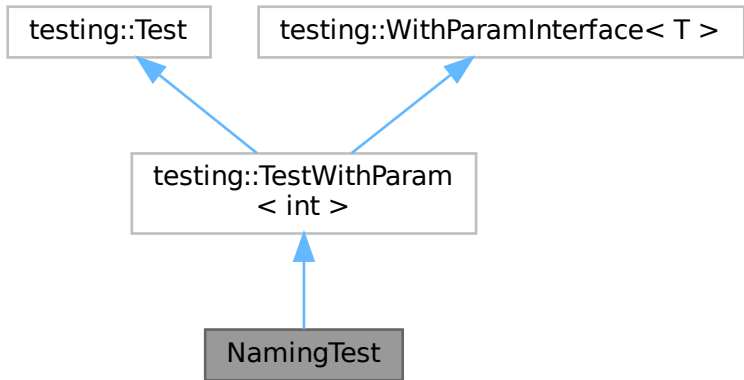 testing::Test
testing::WithParamInterface< T >
testing::TestWithParam
< int >
NamingTest